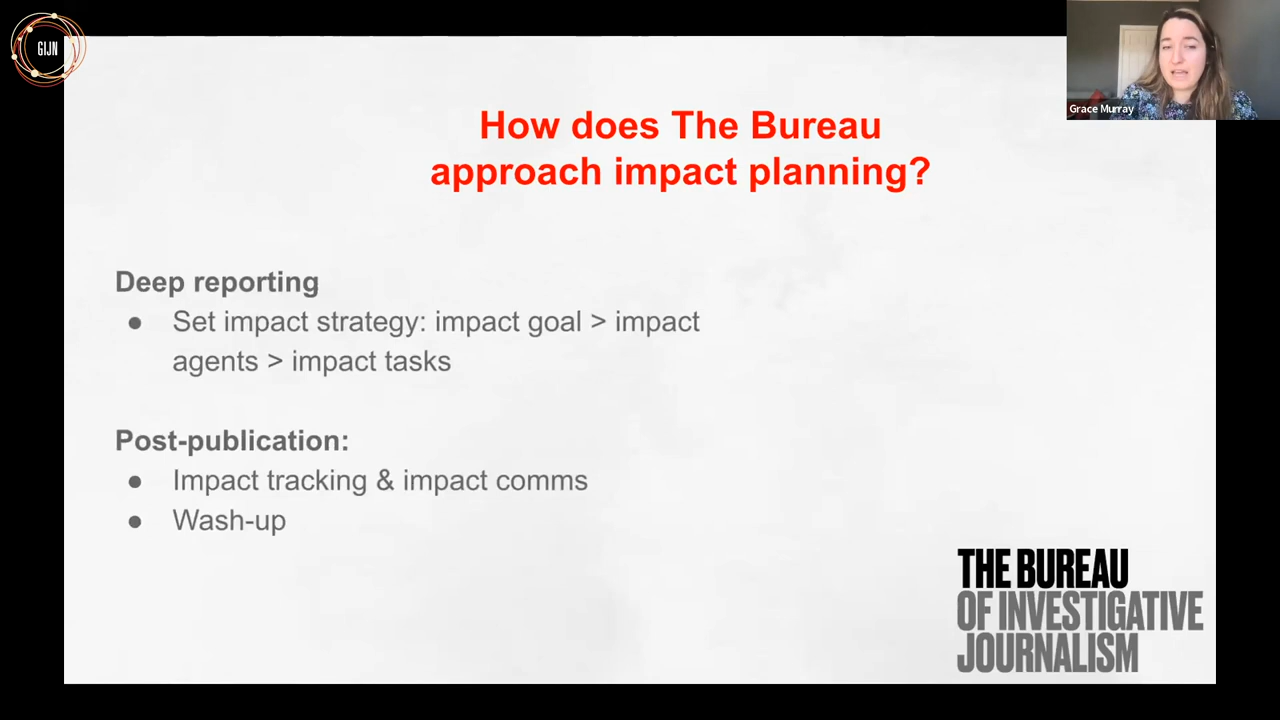 GIJN
Grace Murray
How does The Bureau
approach impact planning?
Deep reporting
● Set impact strategy: impact goal > impact
agents > impact tasks
Post-publication:
● Impact tracking & impact comms
● Wash-up
THE BUREAU
OF INVESTIGATIVE
JOURNALISM